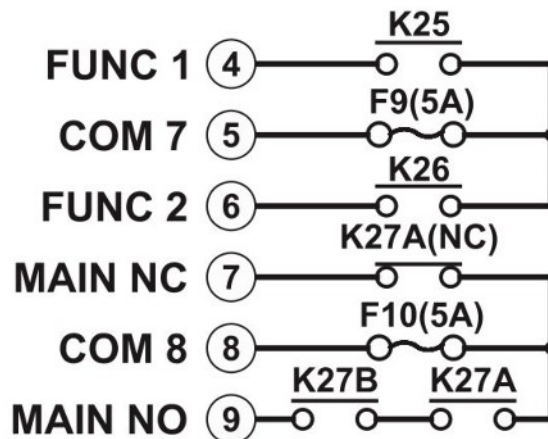 K25
FUNC 1 4
F9(5A)
COM 7 5
K26
FUNC 2 6
K27A(NC)
MAIN NC 7
F10(5A)
COM 8 8
K27B K27A
MAIN NO 9